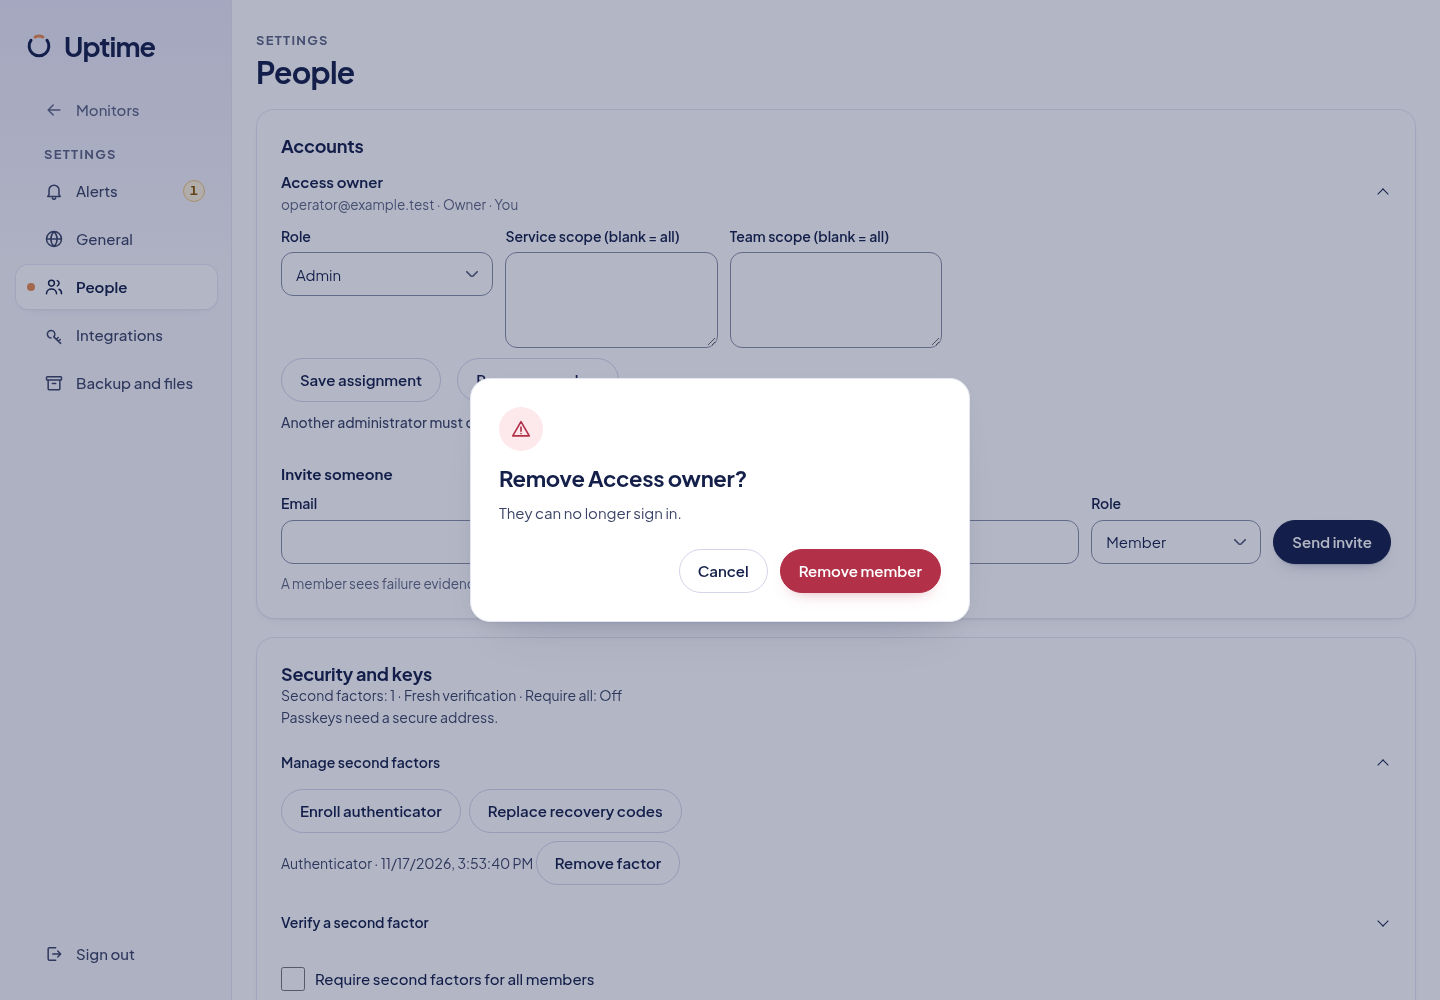 Uptime
Monitors
SETTINGS
Alerts
1
General
People
Integrations
Backup and files
Sign out
SETTINGS
People
Accounts
Access owner
operator@example.test · Owner · You
Role
Service scope (blank = all)
Team scope (blank = all)
Admin
Save assignment
Another administrator must
Invite someone
Email
Role
Member
Send invite
A member sees failure
Remove Access owner?
They can no longer sign in.
Cancel
Remove member
Security and keys
Second factors: 1 · Fresh verification · Require all: Off
Passkeys need a secure address.
Manage second factors
Enroll authenticator
Replace recovery codes
Authenticator · 11/17/2026, 3:53:40 PM
Remove factor
Verify a second factor
Require second factors for all members